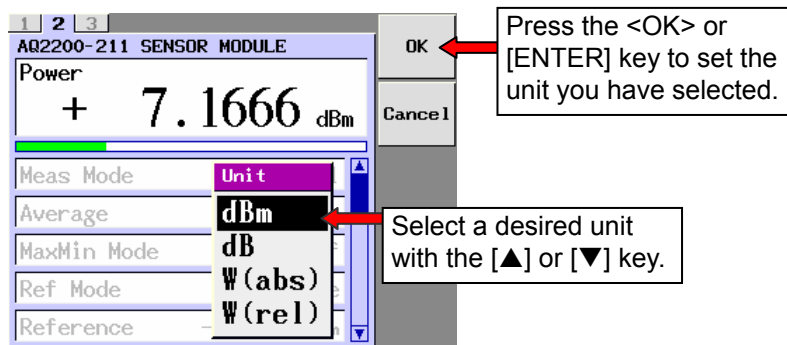 1 2 3
AQ2200-211 SENSOR MODULE
Power
+ 7.1666 dBm
OK
Cancel
Press the <OK> or
[ENTER] key to set the
unit you have selected.
Meas Mode
Average
MaxMin Mode
Ref Mode
Reference
Unit
dBm
dB
W(abs)
W(rel)
Select a desired unit
with the [▲] or [▼] key.